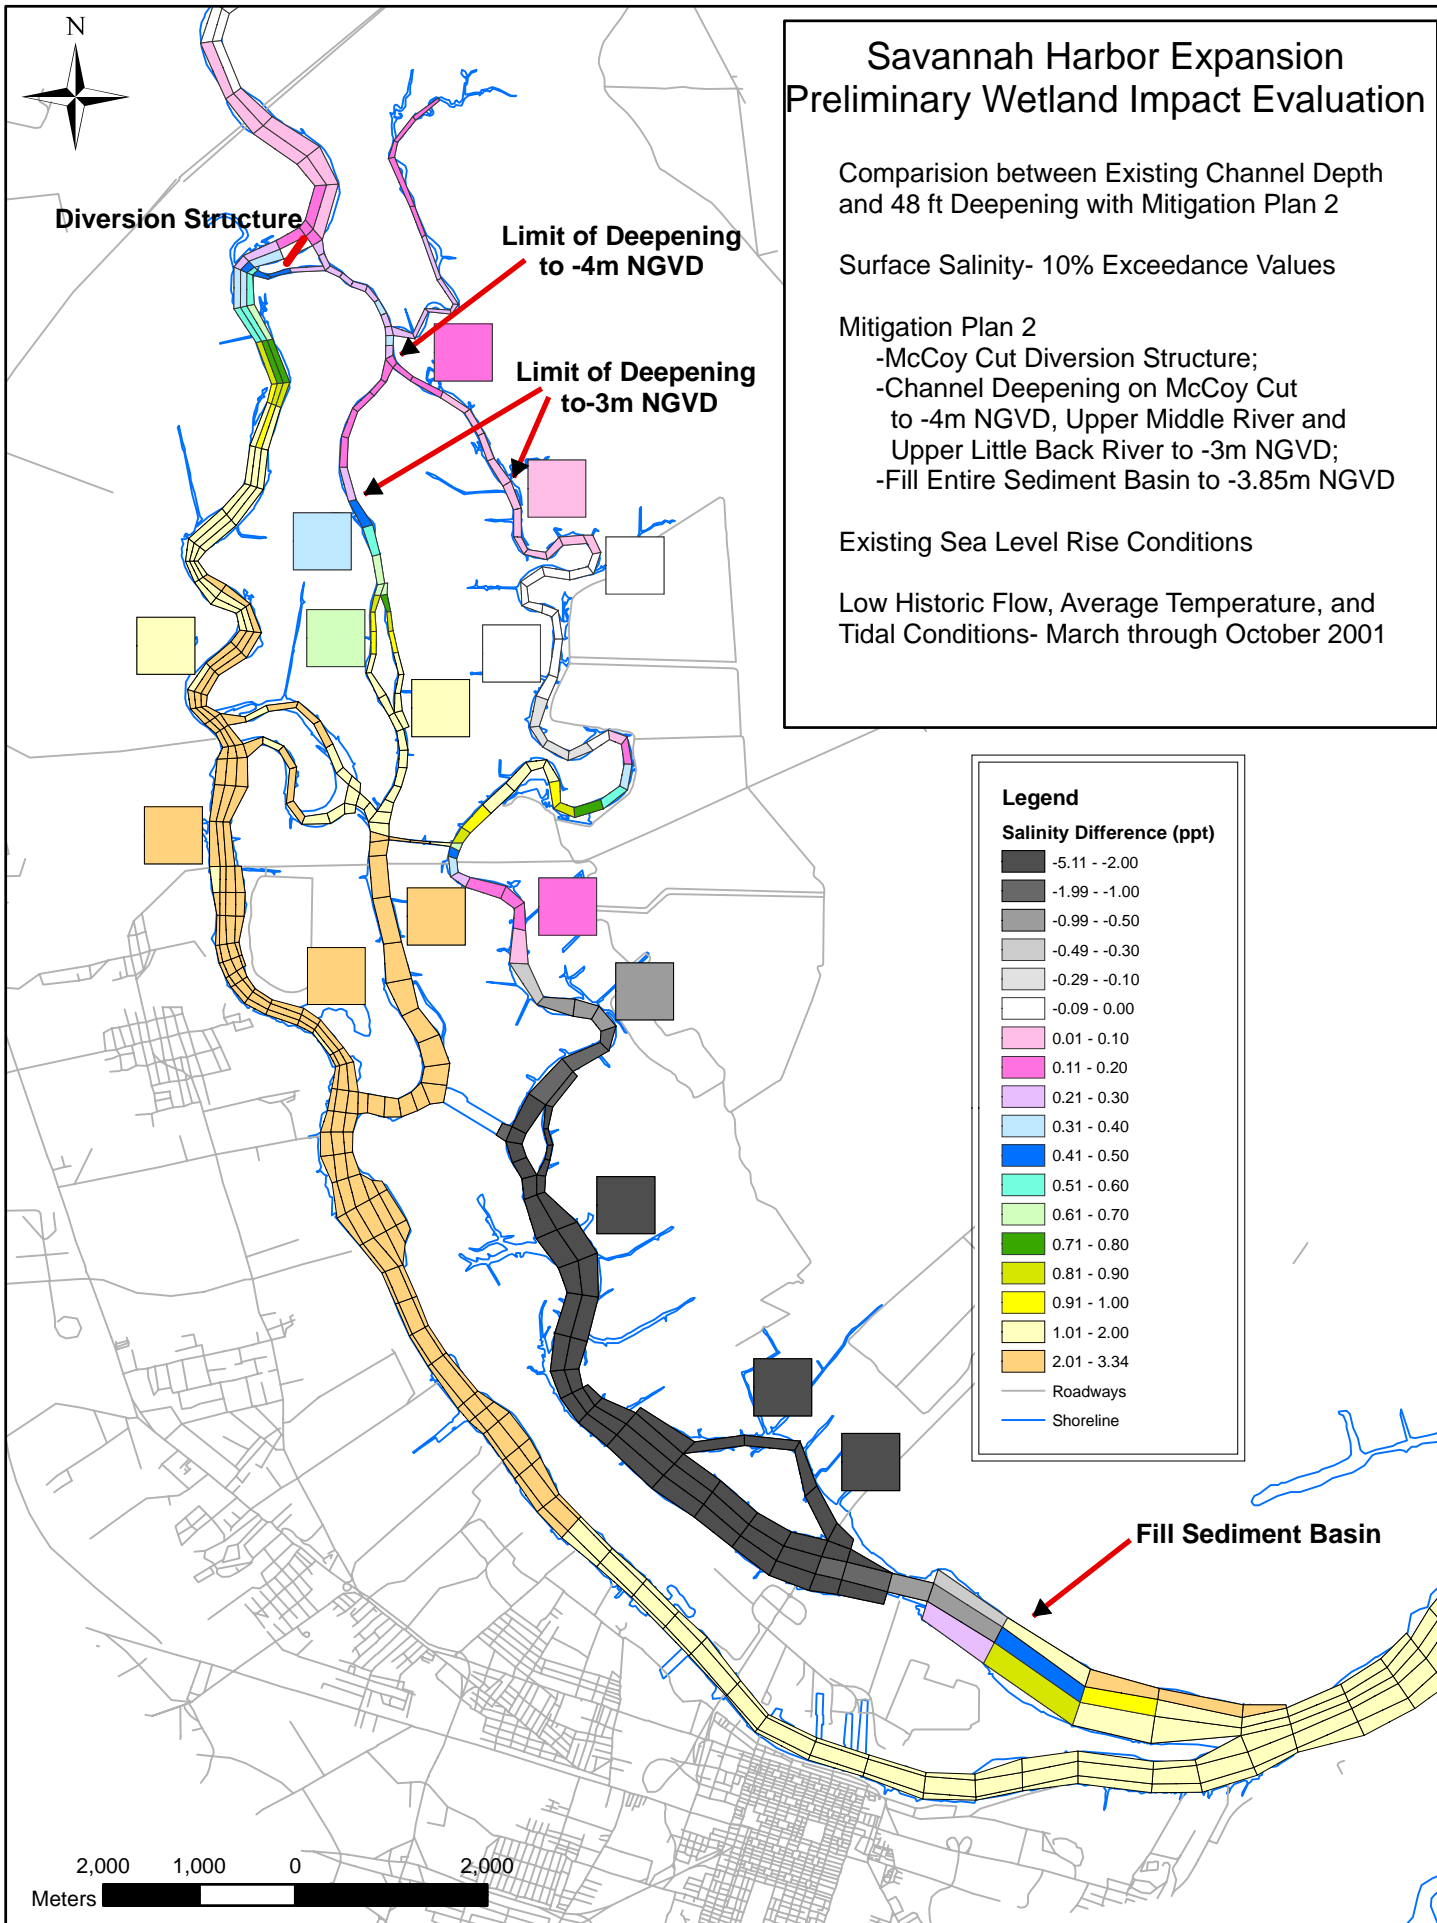 N
Savannah Harbor Expansion
Preliminary Wetland Impact Evaluation
Comparision between Existing Channel Depth
and 48 ft Deepening with Mitigation Plan 2
Surface Salinity- 10% Exceedance Values
Mitigation Plan 2
-McCoy Cut Diversion Structure;
-Channel Deepening on McCoy Cut
to -4m NGVD, Upper Middle River and
Upper Little Back River to -3m NGVD;
-Fill Entire Sediment Basin to -3.85m NGVD
Existing Sea Level Rise Conditions
Low Historic Flow, Average Temperature, and
Tidal Conditions- March through October 2001
Diversion Structure
Limit of Deepening
to -4m NGVD
Limit of Deepening
to-3m NGVD
Legend
Salinity Difference (ppt)
-5.11 - -2.00
-1.99 - -1.00
-0.99 - -0.50
-0.49 - -0.30
-0.29 - -0.10
-0.09 - 0.00
0.01 - 0.10
0.11 - 0.20
0.21 - 0.30
0.31 - 0.40
0.41 - 0.50
0.51 - 0.60
0.61 - 0.70
0.71 - 0.80
0.81 - 0.90
0.91 - 1.00
1.01 - 2.00
2.01 - 3.34
Roadways
Shoreline
Fill Sediment Basin
2,000 1,000 0 2,000
Meters